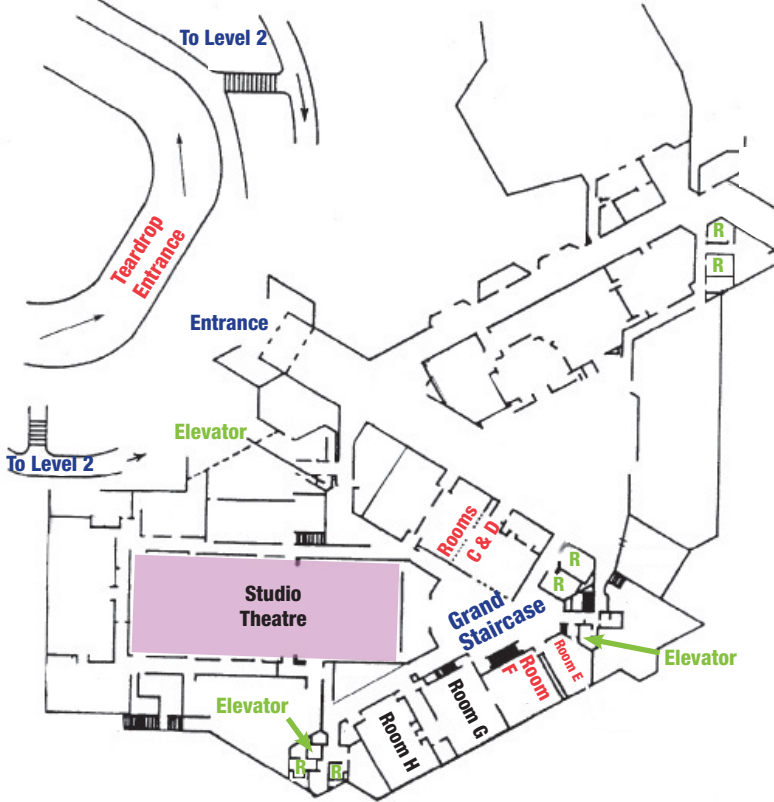 To Level 2
Teardrop
Entrance
R
R
Entrance
Elevator
To Level 2
Rooms
C & D
R
R
Studio
Theatre
Grand
Staircase
Elevator
Room E
Room
F
Room G
Room H
Elevator
R
R